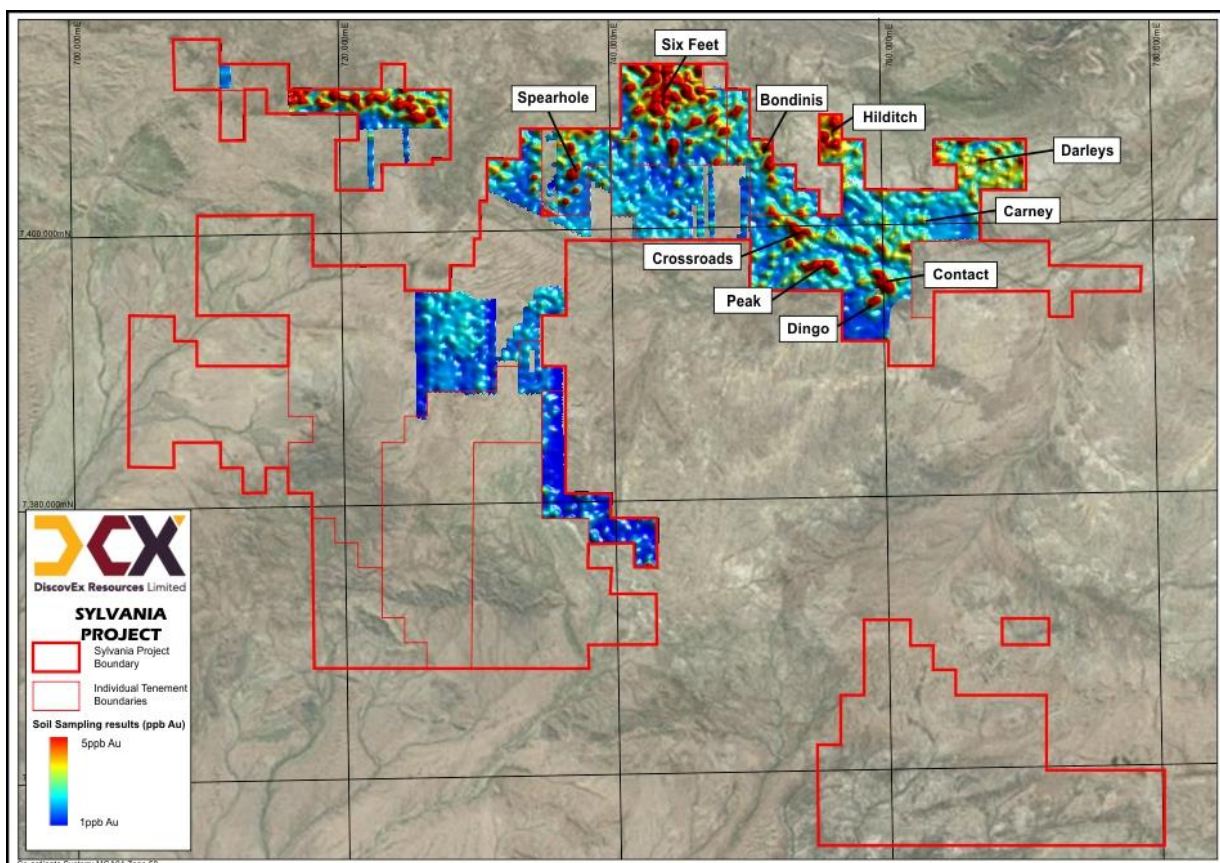 700,000mE
720,000mE
740,000mE
760,000mE
780,000mE
Six Feet
Spearhole
Bondinis
Hilditch
Darleys
Carney
7,400,000mN
Crossroads
Contact
Peak
Dingo
7,380,000mN
DCX
DiscovEx Resources Limited
SYLVANIA
PROJECT
Sylvania Project
Boundary
Individual Tenement
Boundaries
Soil Sampling results (ppb Au)
5ppb Au
1ppb Au